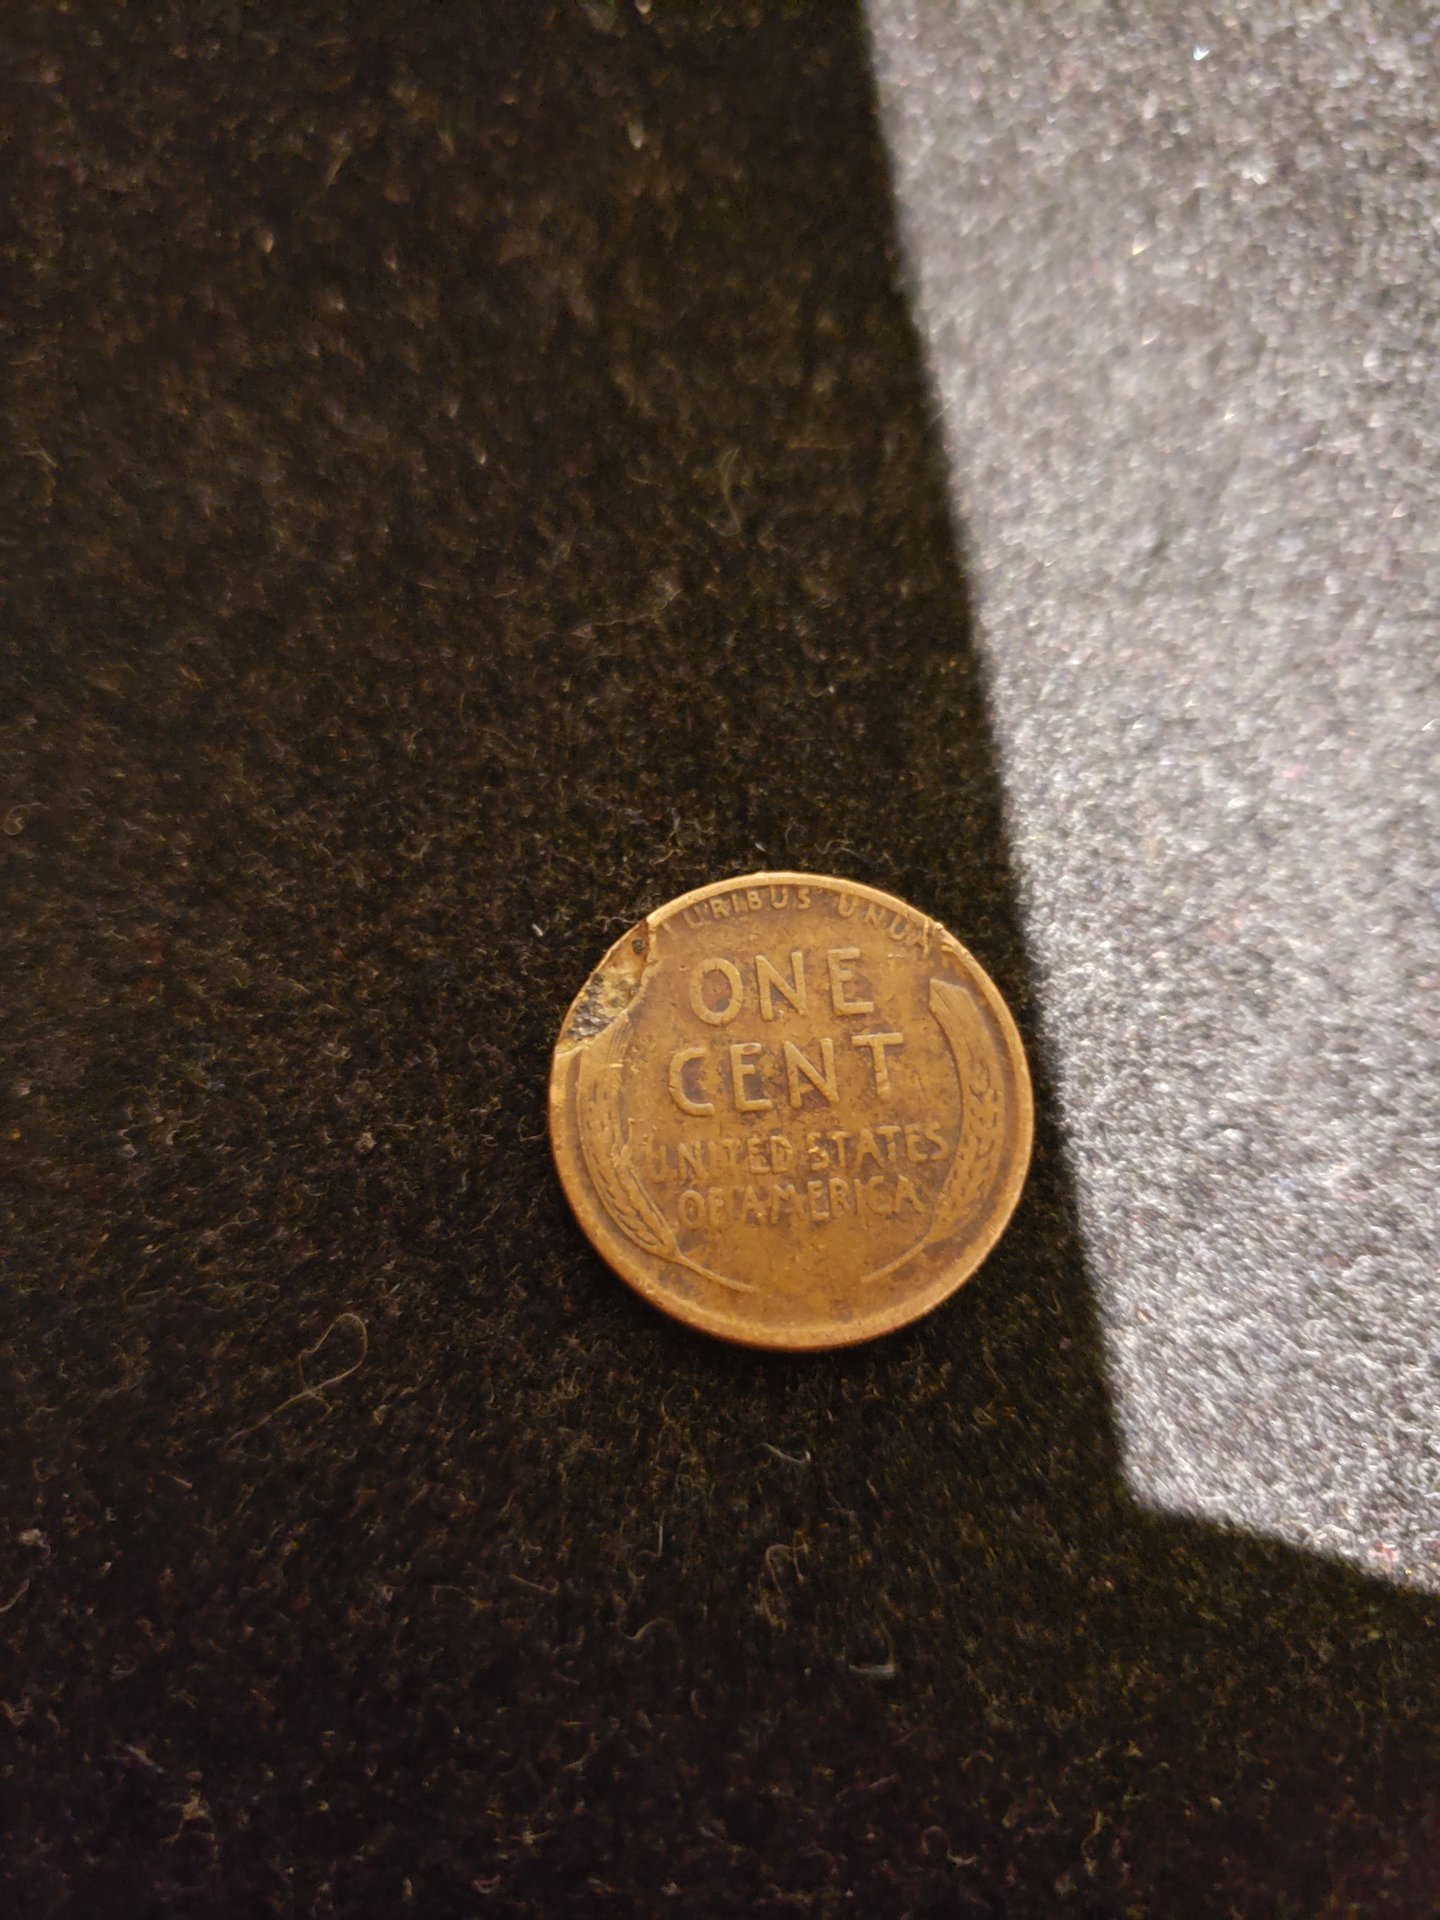 URIBUS UNUM
ONE
CENT
UNITED STATES
OF AMERICA